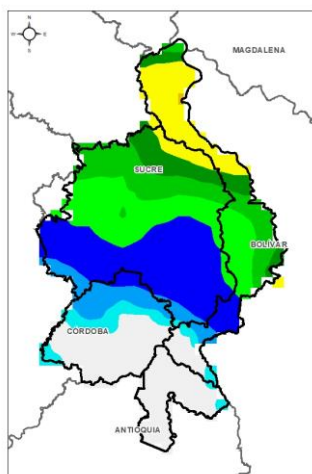 N
W E
S
MAGDALENA
SUCRE
BOLIVAR
CORDOBA
ANTIOQUIA